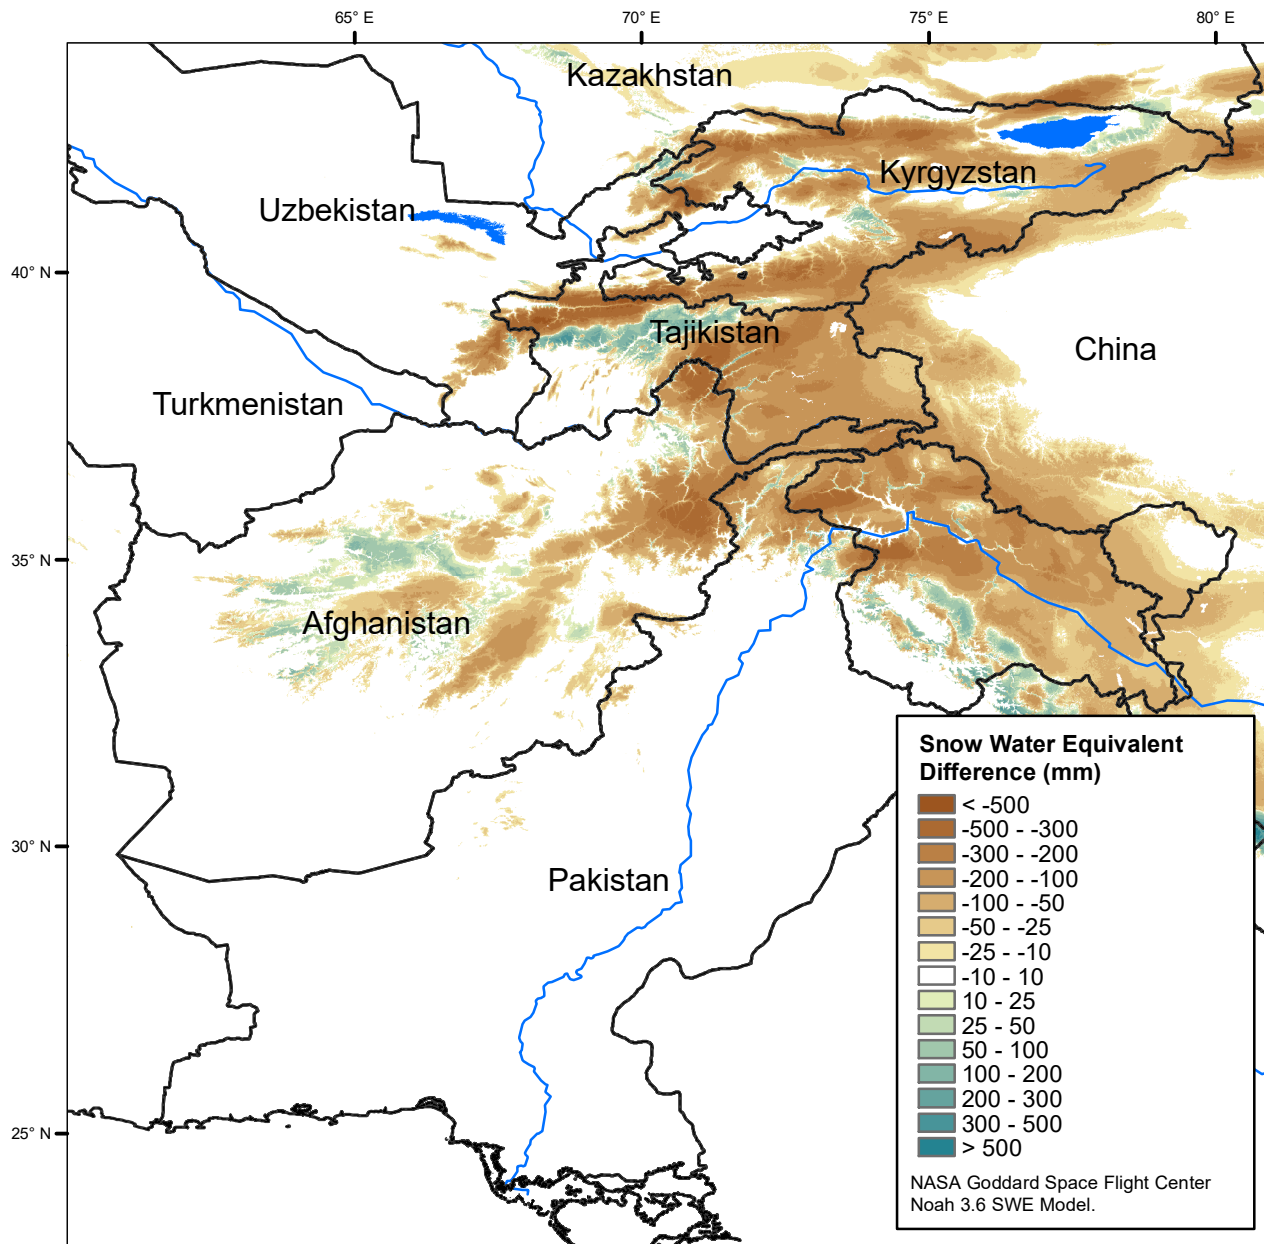 65° E
70° E
75° E
80° E
Kazakhstan
Kyrgyzstan
Uzbekistan
40° N
Tajikistan
China
Turkmenistan
35° N
Afghanistan
Snow Water Equivalent
Difference (mm)
< -500
-500 - -300
-300 - -200
-200 - -100
-100 - -50
-50 - -25
-25 - -10
-10 - 10
10 - 25
25 - 50
50 - 100
100 - 200
200 - 300
300 - 500
> 500
NASA Goddard Space Flight Center
Noah 3.6 SWE Model.
30° N
Pakistan
25° N